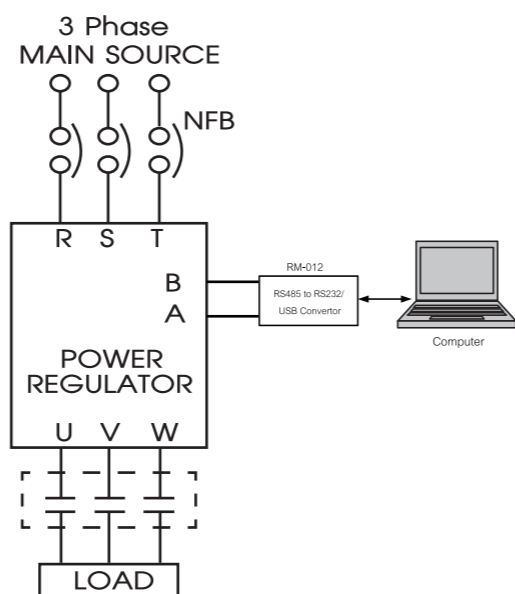 3 Phase
MAIN SOURCE
NFB
R S T
B
A
RM-012
RS485 to RS232/
USB Convertor
Computer
POWER
REGULATOR
U V W
LOAD